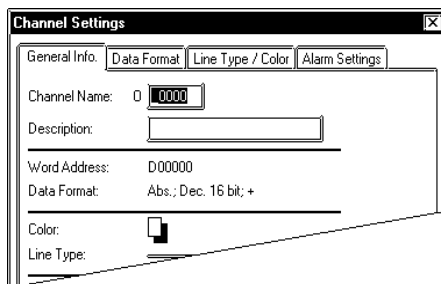 Channel Settings
General Info. Data Format Line Type / Color Alarm Settings
Channel Name: O _0000
Description:
Word Address: D00000
Data Format: Abs.; Dec. 16 bit; +
Color:
Line Type: